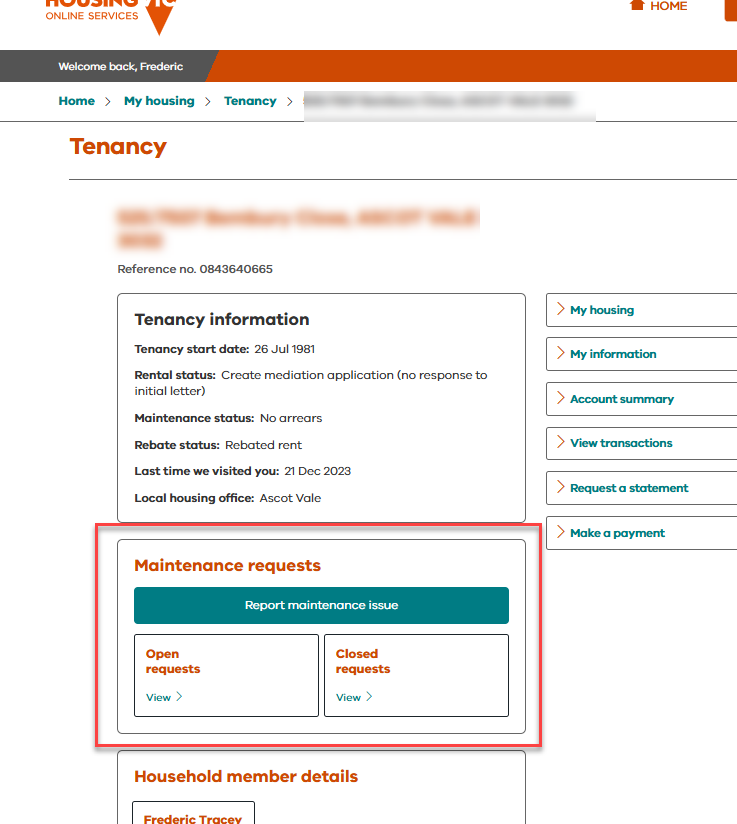 HOUSING VIC
ONLINE SERVICES
HOME
Welcome back, Frederic
Home > My housing > Tenancy >
Tenancy
Reference no. 0843640665
Tenancy information
Tenancy start date: 26 Jul 1981
Rental status: Create mediation application (no response to
initial letter)
Maintenance status: No arrears
Rebate status: Rebated rent
Last time we visited you: 21 Dec 2023
Local housing office: Ascot Vale
My housing
My information
Account summary
View transactions
Request a statement
Make a payment
Maintenance requests
Report maintenance issue
Open
requests
View >
Closed
requests
View >
Household member details
Frederic Tracey